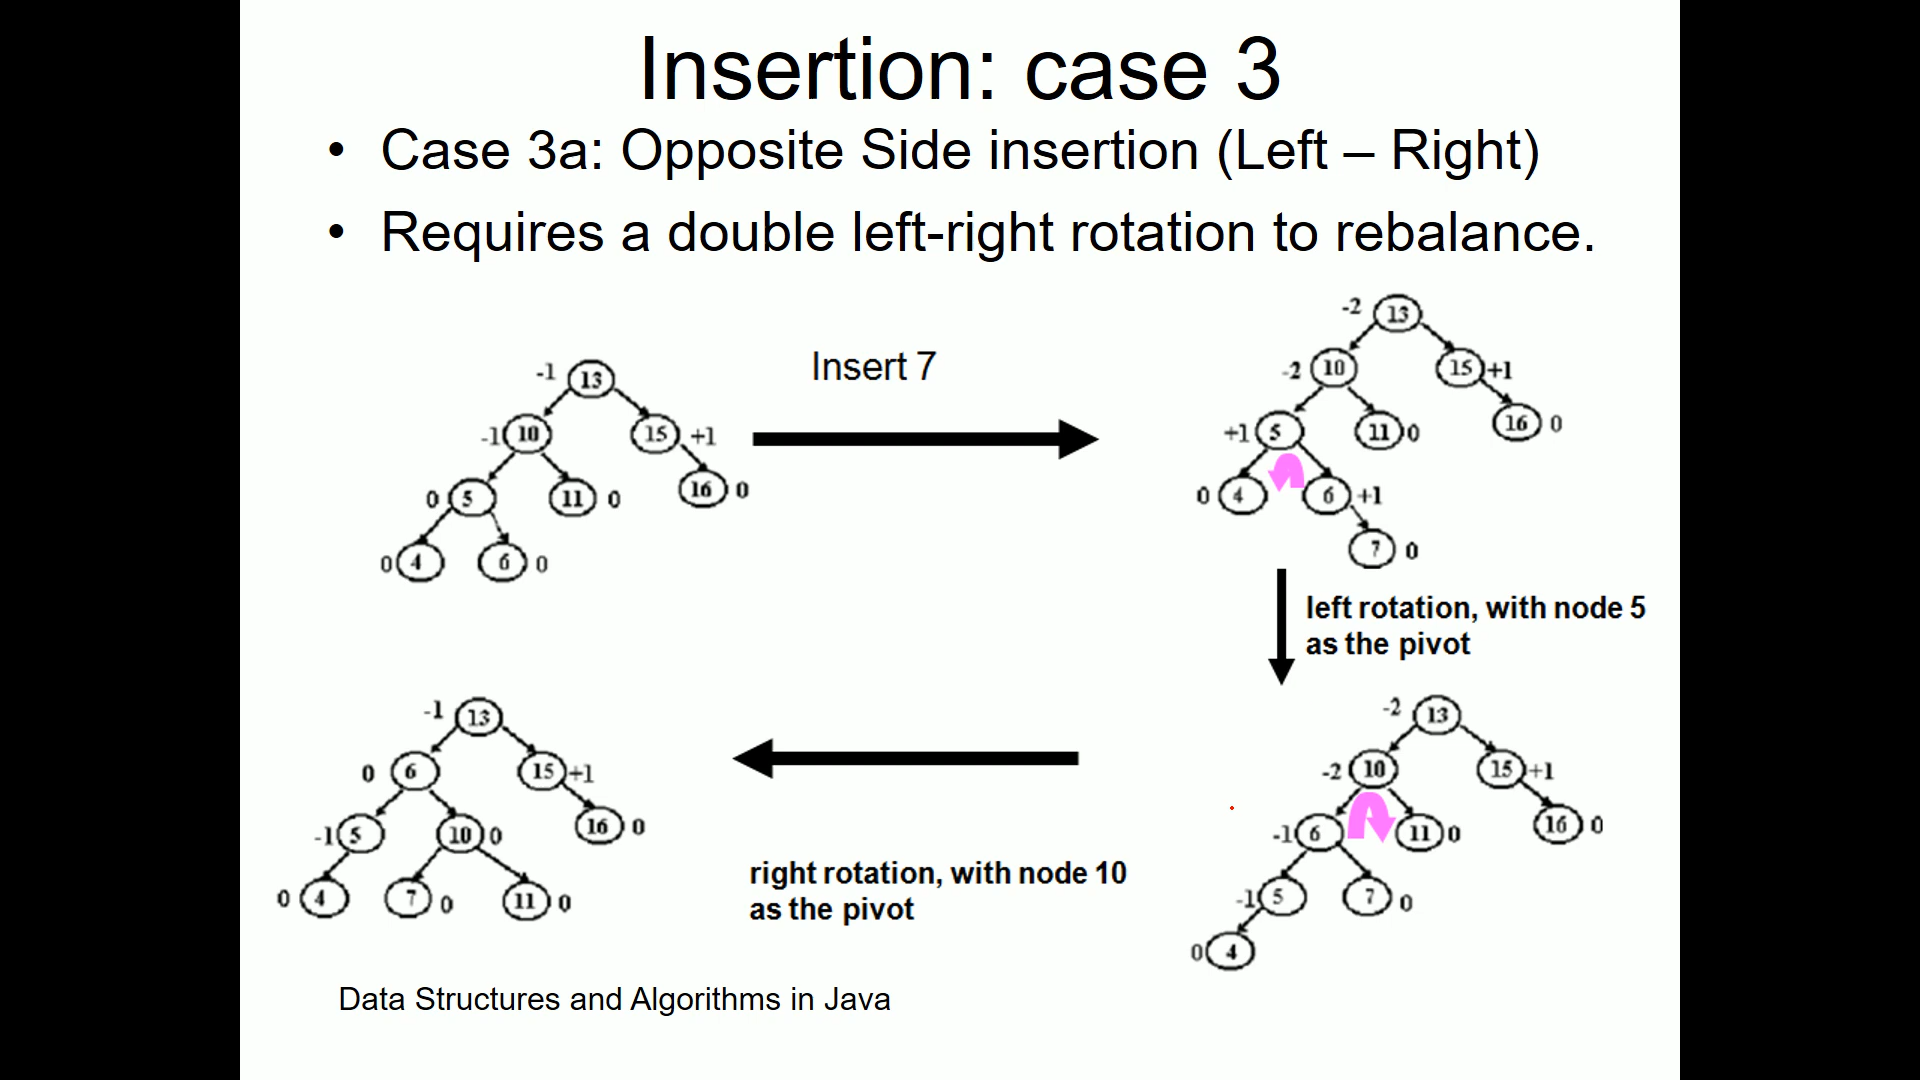 Insertion: case 3
• Case 3a: Opposite Side insertion (Left – Right)
• Requires a double left-right rotation to rebalance.
-1 13
-1 10 15 +1
0 5 11 0 16 0
0 4 6 0
Insert 7
-2 13
-2 10 15 +1
+1 5 11 0 16 0
0 4 6 +1
7 0
left rotation, with node 5
as the pivot
-2 13
-2 10 15 +1
-1 6 11 0 16 0
-1 5 7 0
0 4
right rotation, with node 10
as the pivot
-1 13
0 6 15 +1
-1 5 10 0 16 0
0 4 7 0 11 0
Data Structures and Algorithms in Java